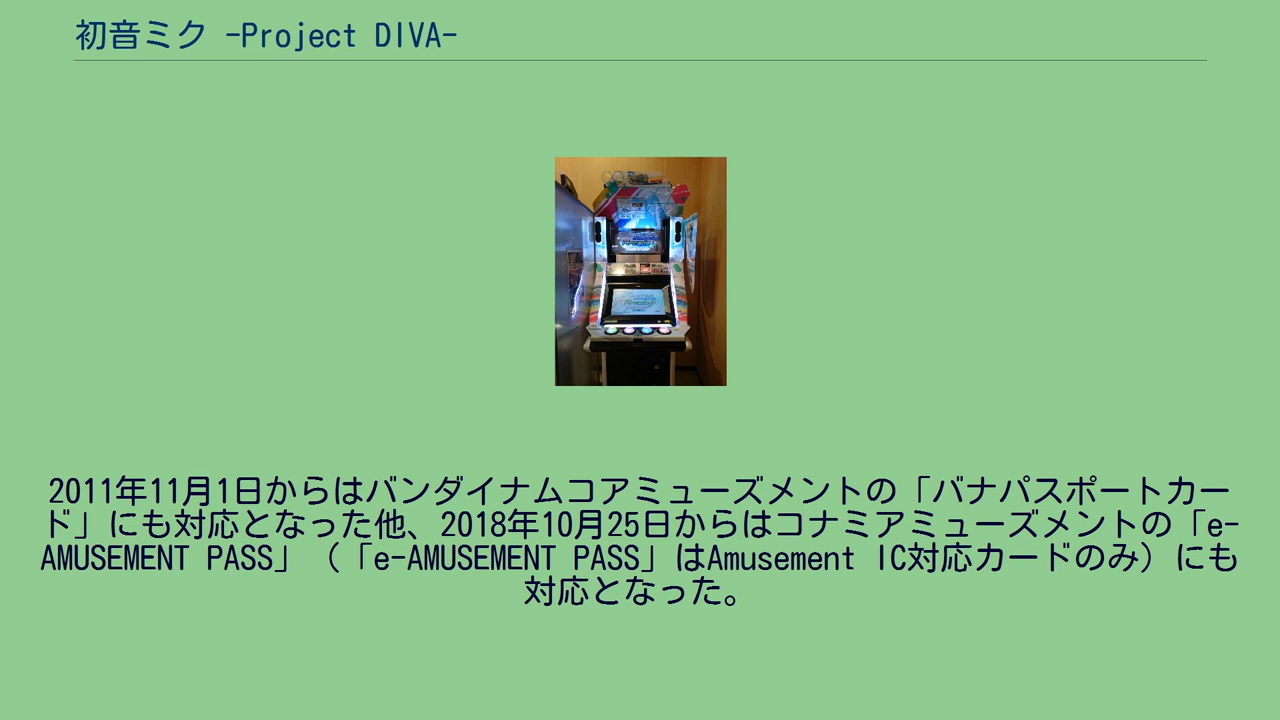 初音ミク -Project DIVA-
2011年11月1日からはバンダイナムコアミューズメントの「バナパスポートカー
ド」にも対応となった他、2018年10月25日からはコナミアミューズメントの「e-
AMUSEMENT PASS」（「e-AMUSEMENT PASS」はAmusement IC対応カードのみ）にも
対応となった。